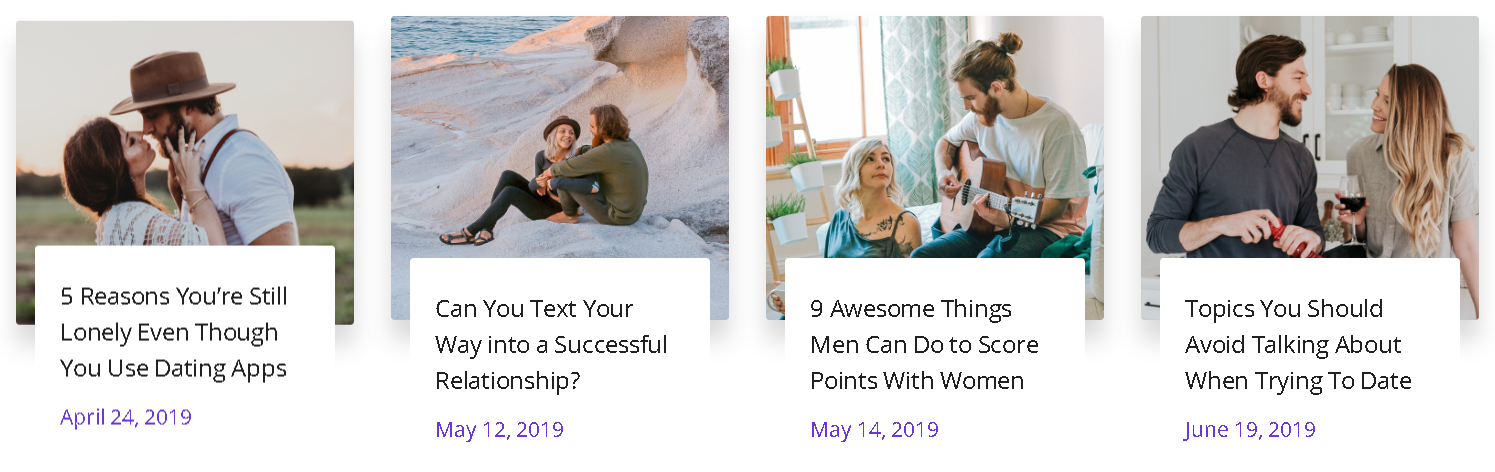 5 Reasons You’re Still
Lonely Even Though
You Use Dating Apps
April 24, 2019
Can You Text Your
Way into a Successful
Relationship?
May 12, 2019
9 Awesome Things
Men Can Do to Score
Points With Women
May 14, 2019
Topics You Should
Avoid Talking About
When Trying To Date
June 19, 2019